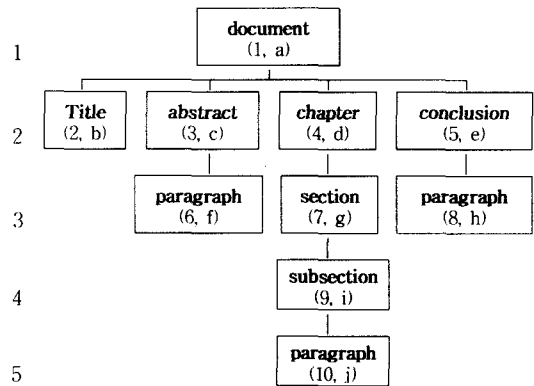 1
document
(1, a)
2
Title
(2, b)
abstract
(3, c)
chapter
(4, d)
conclusion
(5, e)
3
paragraph
(6, f)
section
(7, g)
paragraph
(8, h)
4
subsection
(9, i)
5
paragraph
(10, j)